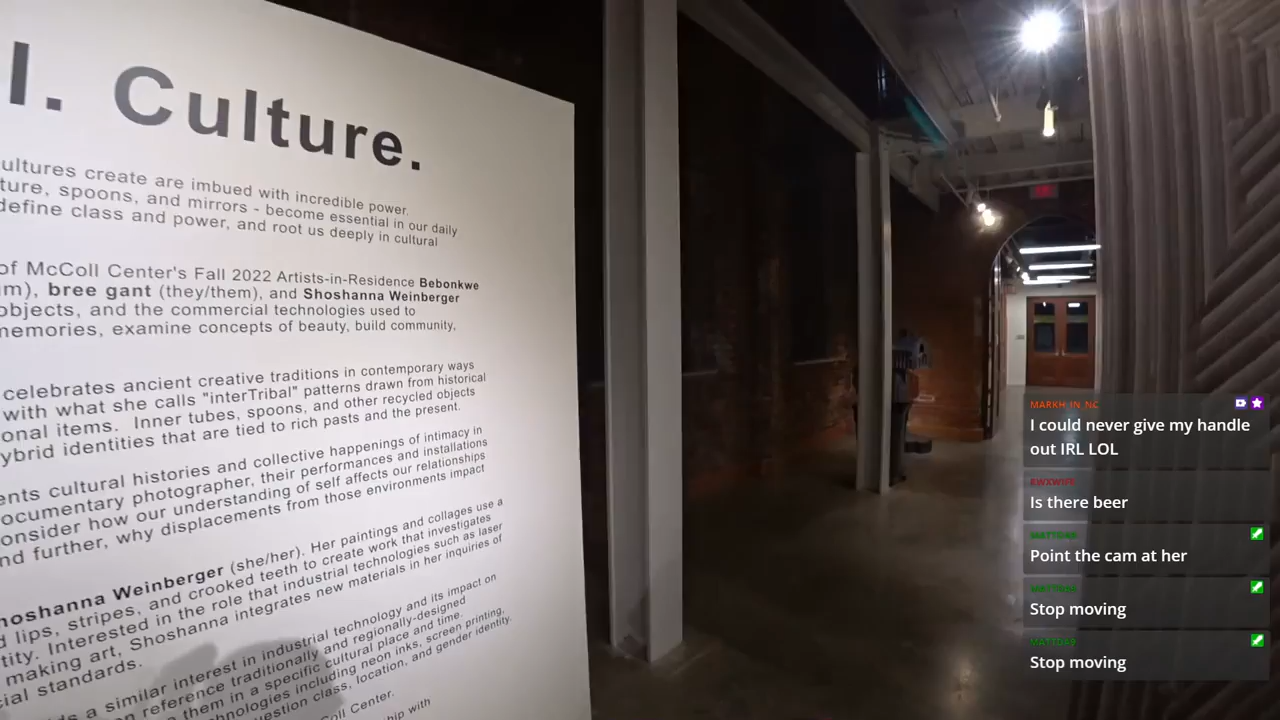 l. Culture.
ultures create are imbued with incredible power.
ture, spoons, and mirrors - become essential in our daily
define class and power, and root us deeply in cultural
of McColl Center's Fall 2022 Artists-in-Residence Bebonkwe
m), bree gant (they/them), and Shoshanna Weinberger
objects, and the commercial technologies used to
memories, examine concepts of beauty, build community,
celebrates ancient creative traditions in contemporary ways
with what she calls "interTribal" patterns drawn from historical
onal items. Inner tubes, spoons, and other recycled objects
ybrid identities that are tied to rich pasts and the present.
ents cultural histories and collective happenings of intimacy in
ocumentary photographer, their performances and installations
onsider how our understanding of self affects our relationships
nd further, why displacements from those environments impact
hoshanna Weinberger (she/her). Her paintings and collages use a
d lips, stripes, and crooked teeth to create work that investigates
tity. Interested in the role that industrial technologies such as laser
making art, Shoshanna integrates new materials in her inquiries of
cial standards.
ds a similar interest in industrial technology and its impact on
n reference traditionally and regionally-designed
them in a specific cultural place and time.
chnologies including neon inks, screen printing,
uestion class, location, and gender identity.
Coll Center.
ship with
MARKH_IN_NC
I could never give my handle
out IRL LOL
EWXWIFE
Is there beer
Point the cam at her
Stop moving
MATTDA9
Stop moving